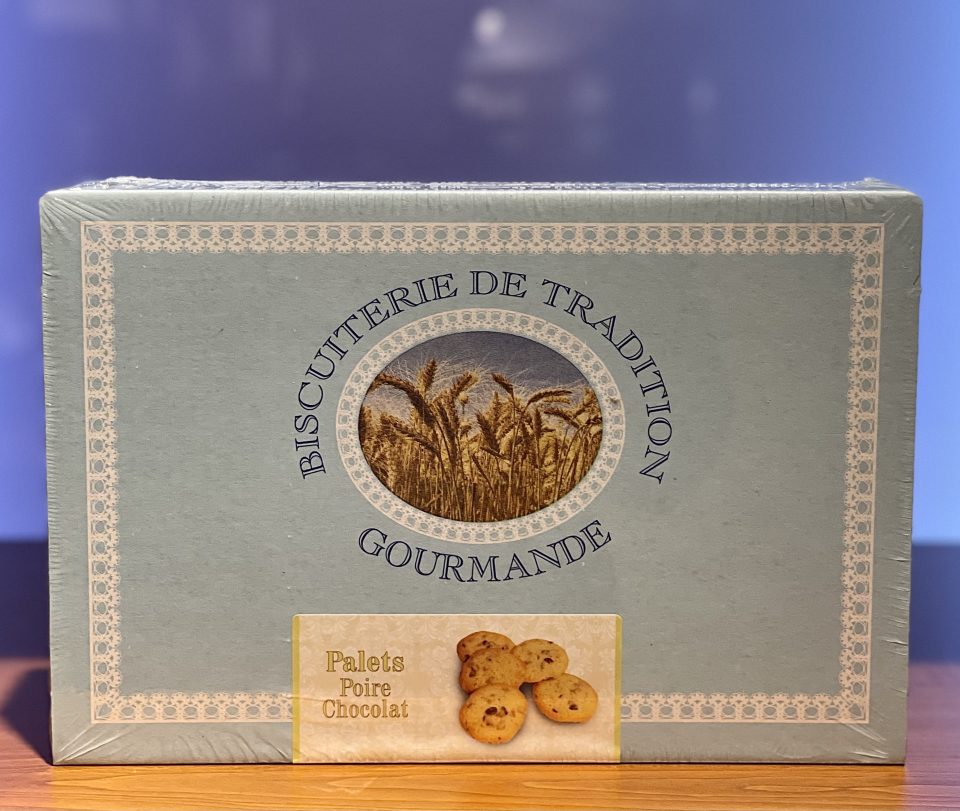 BISCUITERIE DE TRADITION
GOURMANDE
Palets
Poire
Chocolat